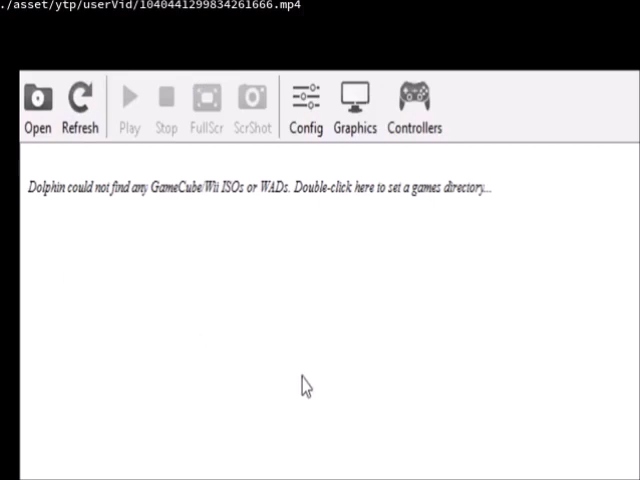 ./asset/ytp/userVid/1040441299834261666.mp4
Open Refresh Play Stop FullScr ScrShot Config Graphics Controllers
Dolphin could not find any GameCube/Wii ISOs or WADs. Double-click here to set a games directory...